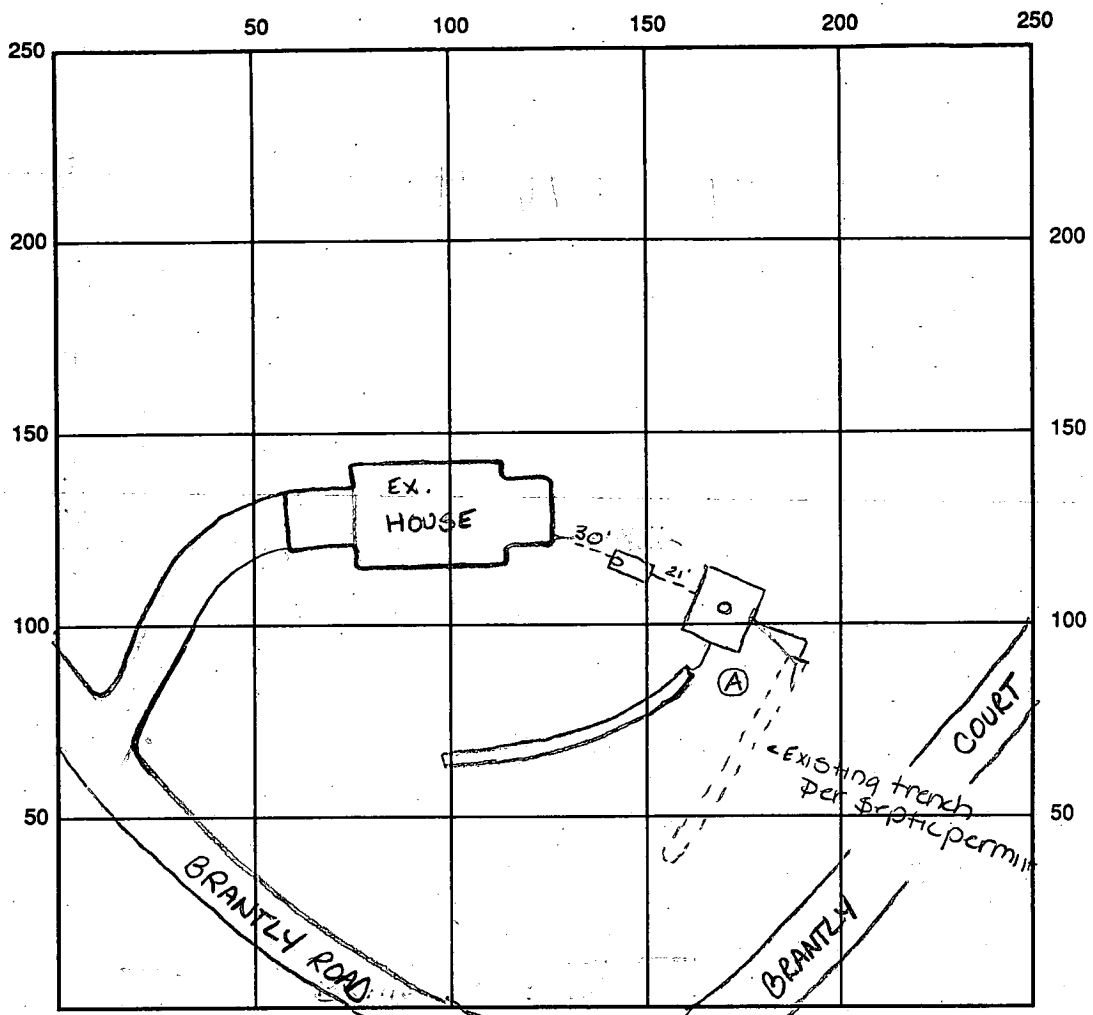 50 100 150 200 250
250
200 200
150 150
EX.
HOUSE
30'
21'
100 100
A
COURT
<Existing trench
per septic permit
50 50
BRANTLY ROAD
BRANTLY